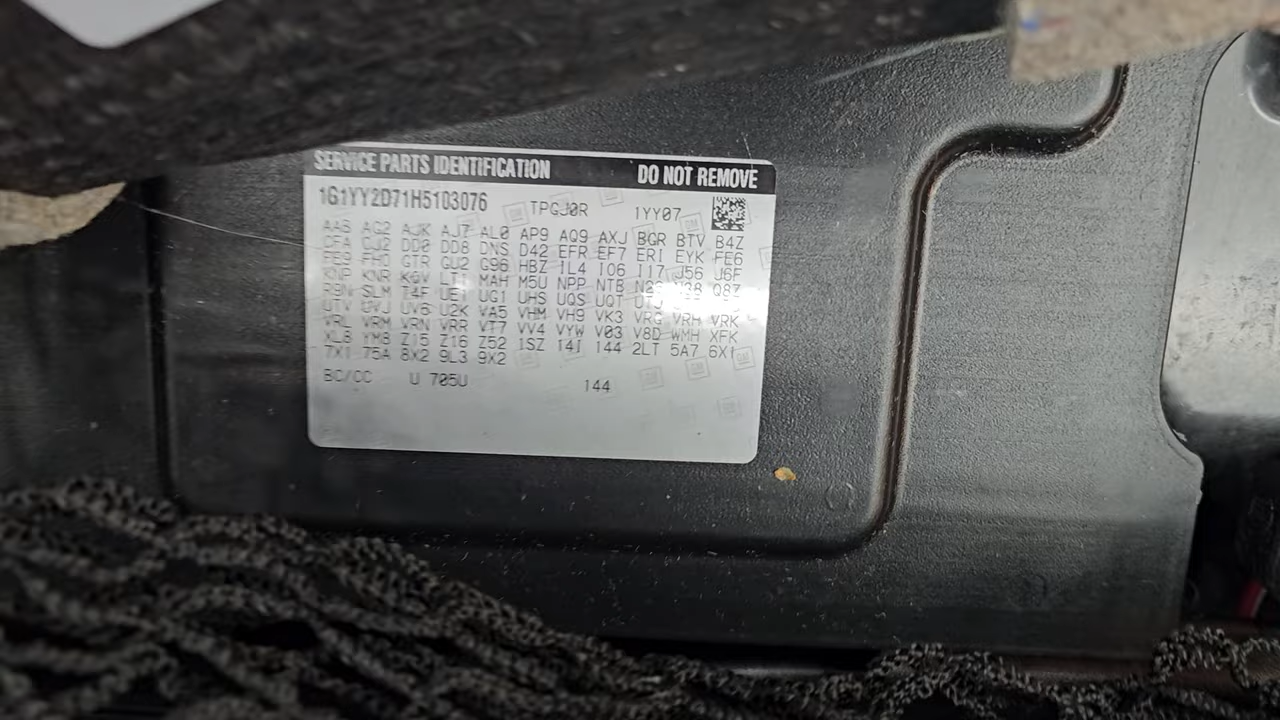 SERVICE PARTS IDENTIFICATION DO NOT REMOVE
1G1YY2D71H5103076 TPGJ0R 1YY07
AAS AC2 AJK AJ7 AL0 AP9 AQ9 AXJ BGR BTV B4Z
CFA CJ2 DD0 DD8 DNS D42 EFR EF7 ERI EYK FE6
FE9 GTR GU2 G96 HBZ IL4 I06 I17 J56 U6F
KNP KNR KGV LT1 MAH M5U NPP NTB Q8Z
R9N SLM T4F UE1 UG1 UHS UQS UQT
UTV UVJ UV6 U2K VA5 VHM VH9 VK3 VRG VRH VRK
VRL VRM VRN VRR VT7 VV4 VYW V03 V8D WMH XFK
XL8 YM8 Z15 Z16 Z52 1SZ 14I 144 2LT 5A7 6X1
7X1 75A 8X2 9L3 9X2
BC/CC U 705U 144